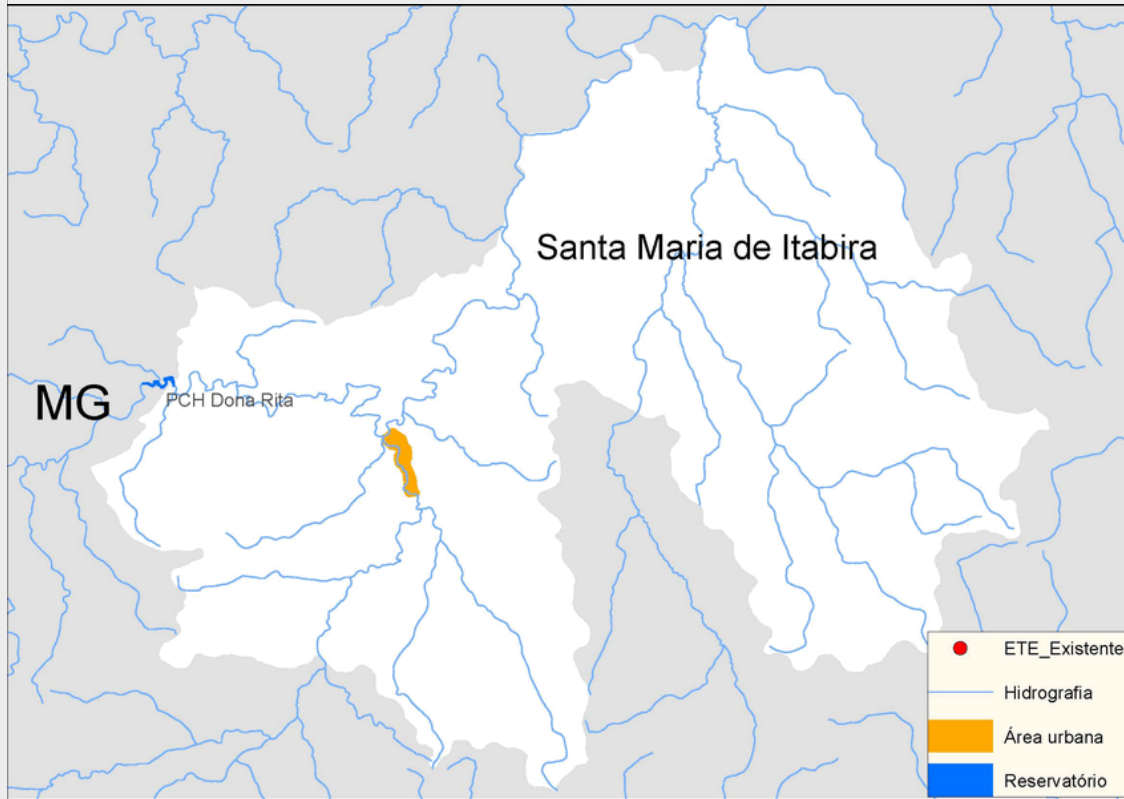 Santa Maria de Itabira
MG
PCH Dona Rita
ETE_Existente
Hidrografia
Área urbana
Reservatório